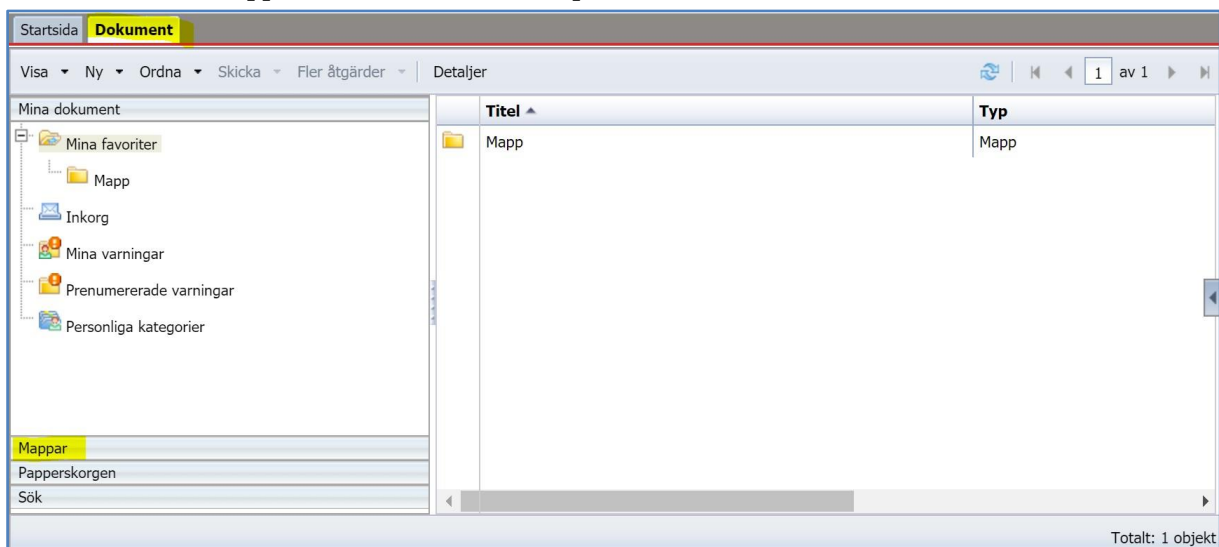 Startsida Dokument
Visa Ny Ordna Skicka Fler åtgärder Detaljer 1 av 1
Mina dokument
Titel Typ
Mina favoriter
Mapp Mapp
Mapp
Inkorg
Mina varningar
Prenumererade varningar
Personliga kategorier
Mappar
Papperskorgen
Sök
Totalt: 1 objekt